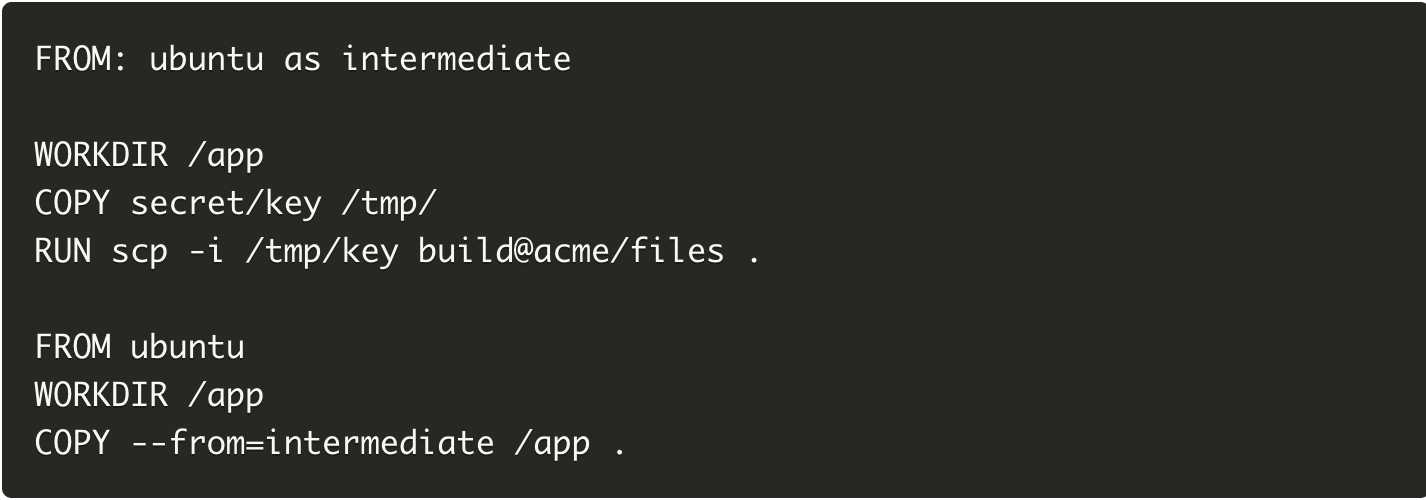 FROM: ubuntu as intermediate
WORKDIR /app
COPY secret/key /tmp/
RUN scp -i /tmp/key build@acme/files .
FROM ubuntu
WORKDIR /app
COPY --from=intermediate /app .